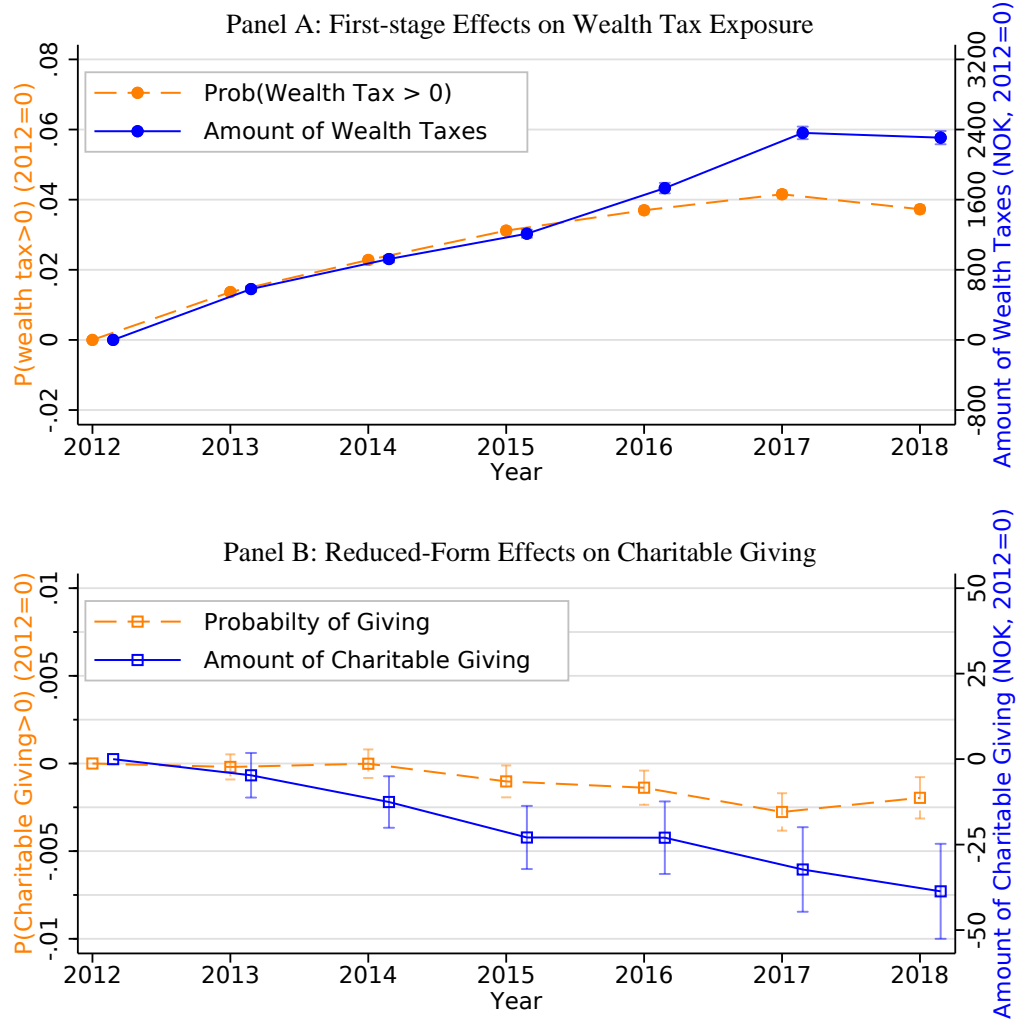 Panel A: First-stage Effects on Wealth Tax Exposure
P(wealth tax>0) (2012=0)
.08
.06
.04
.02
0
-.02
Prob(Wealth Tax > 0)
Amount of Wealth Taxes
3200
2400
1600
800
0
-800
Amount of Wealth Taxes (NOK, 2012=0)
2012 2013 2014 2015 2016 2017 2018
Year
Panel B: Reduced-Form Effects on Charitable Giving
P(Charitable Giving>0) (2012=0)
.01
.005
0
-.005
-.01
Probabilty of Giving
Amount of Charitable Giving
50
25
0
-25
-50
Amount of Charitable Giving (NOK, 2012=0)
2012 2013 2014 2015 2016 2017 2018
Year